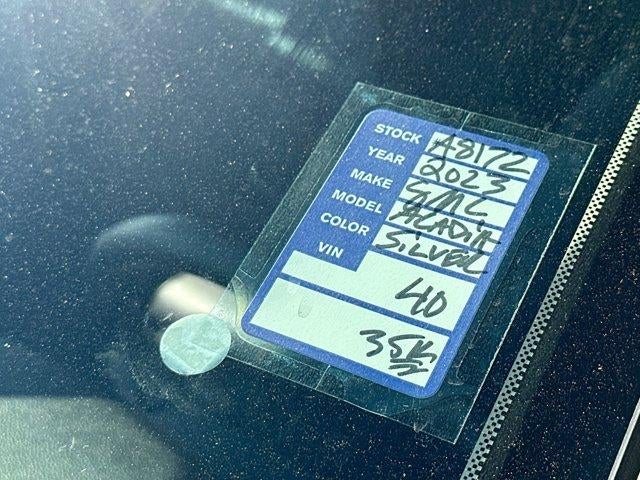 STOCK A8172
YEAR 2023
MAKE GMC
MODEL ACADIA
COLOR SILVER
VIN
40
35K